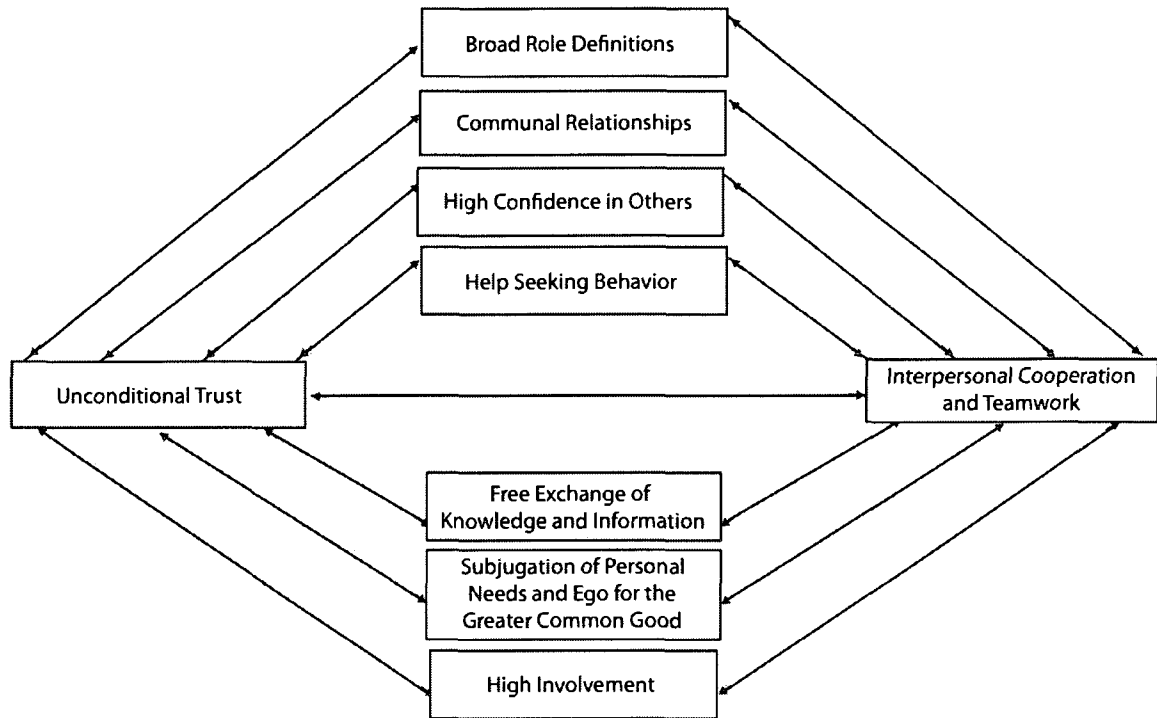 Broad Role Definitions
Communal Relationships
High Confidence in Others
Help Seeking Behavior
Unconditional Trust
Interpersonal Cooperation
and Teamwork
Free Exchange of
Knowledge and Information
Subjugation of Personal
Needs and Ego for the
Greater Common Good
High Involvement